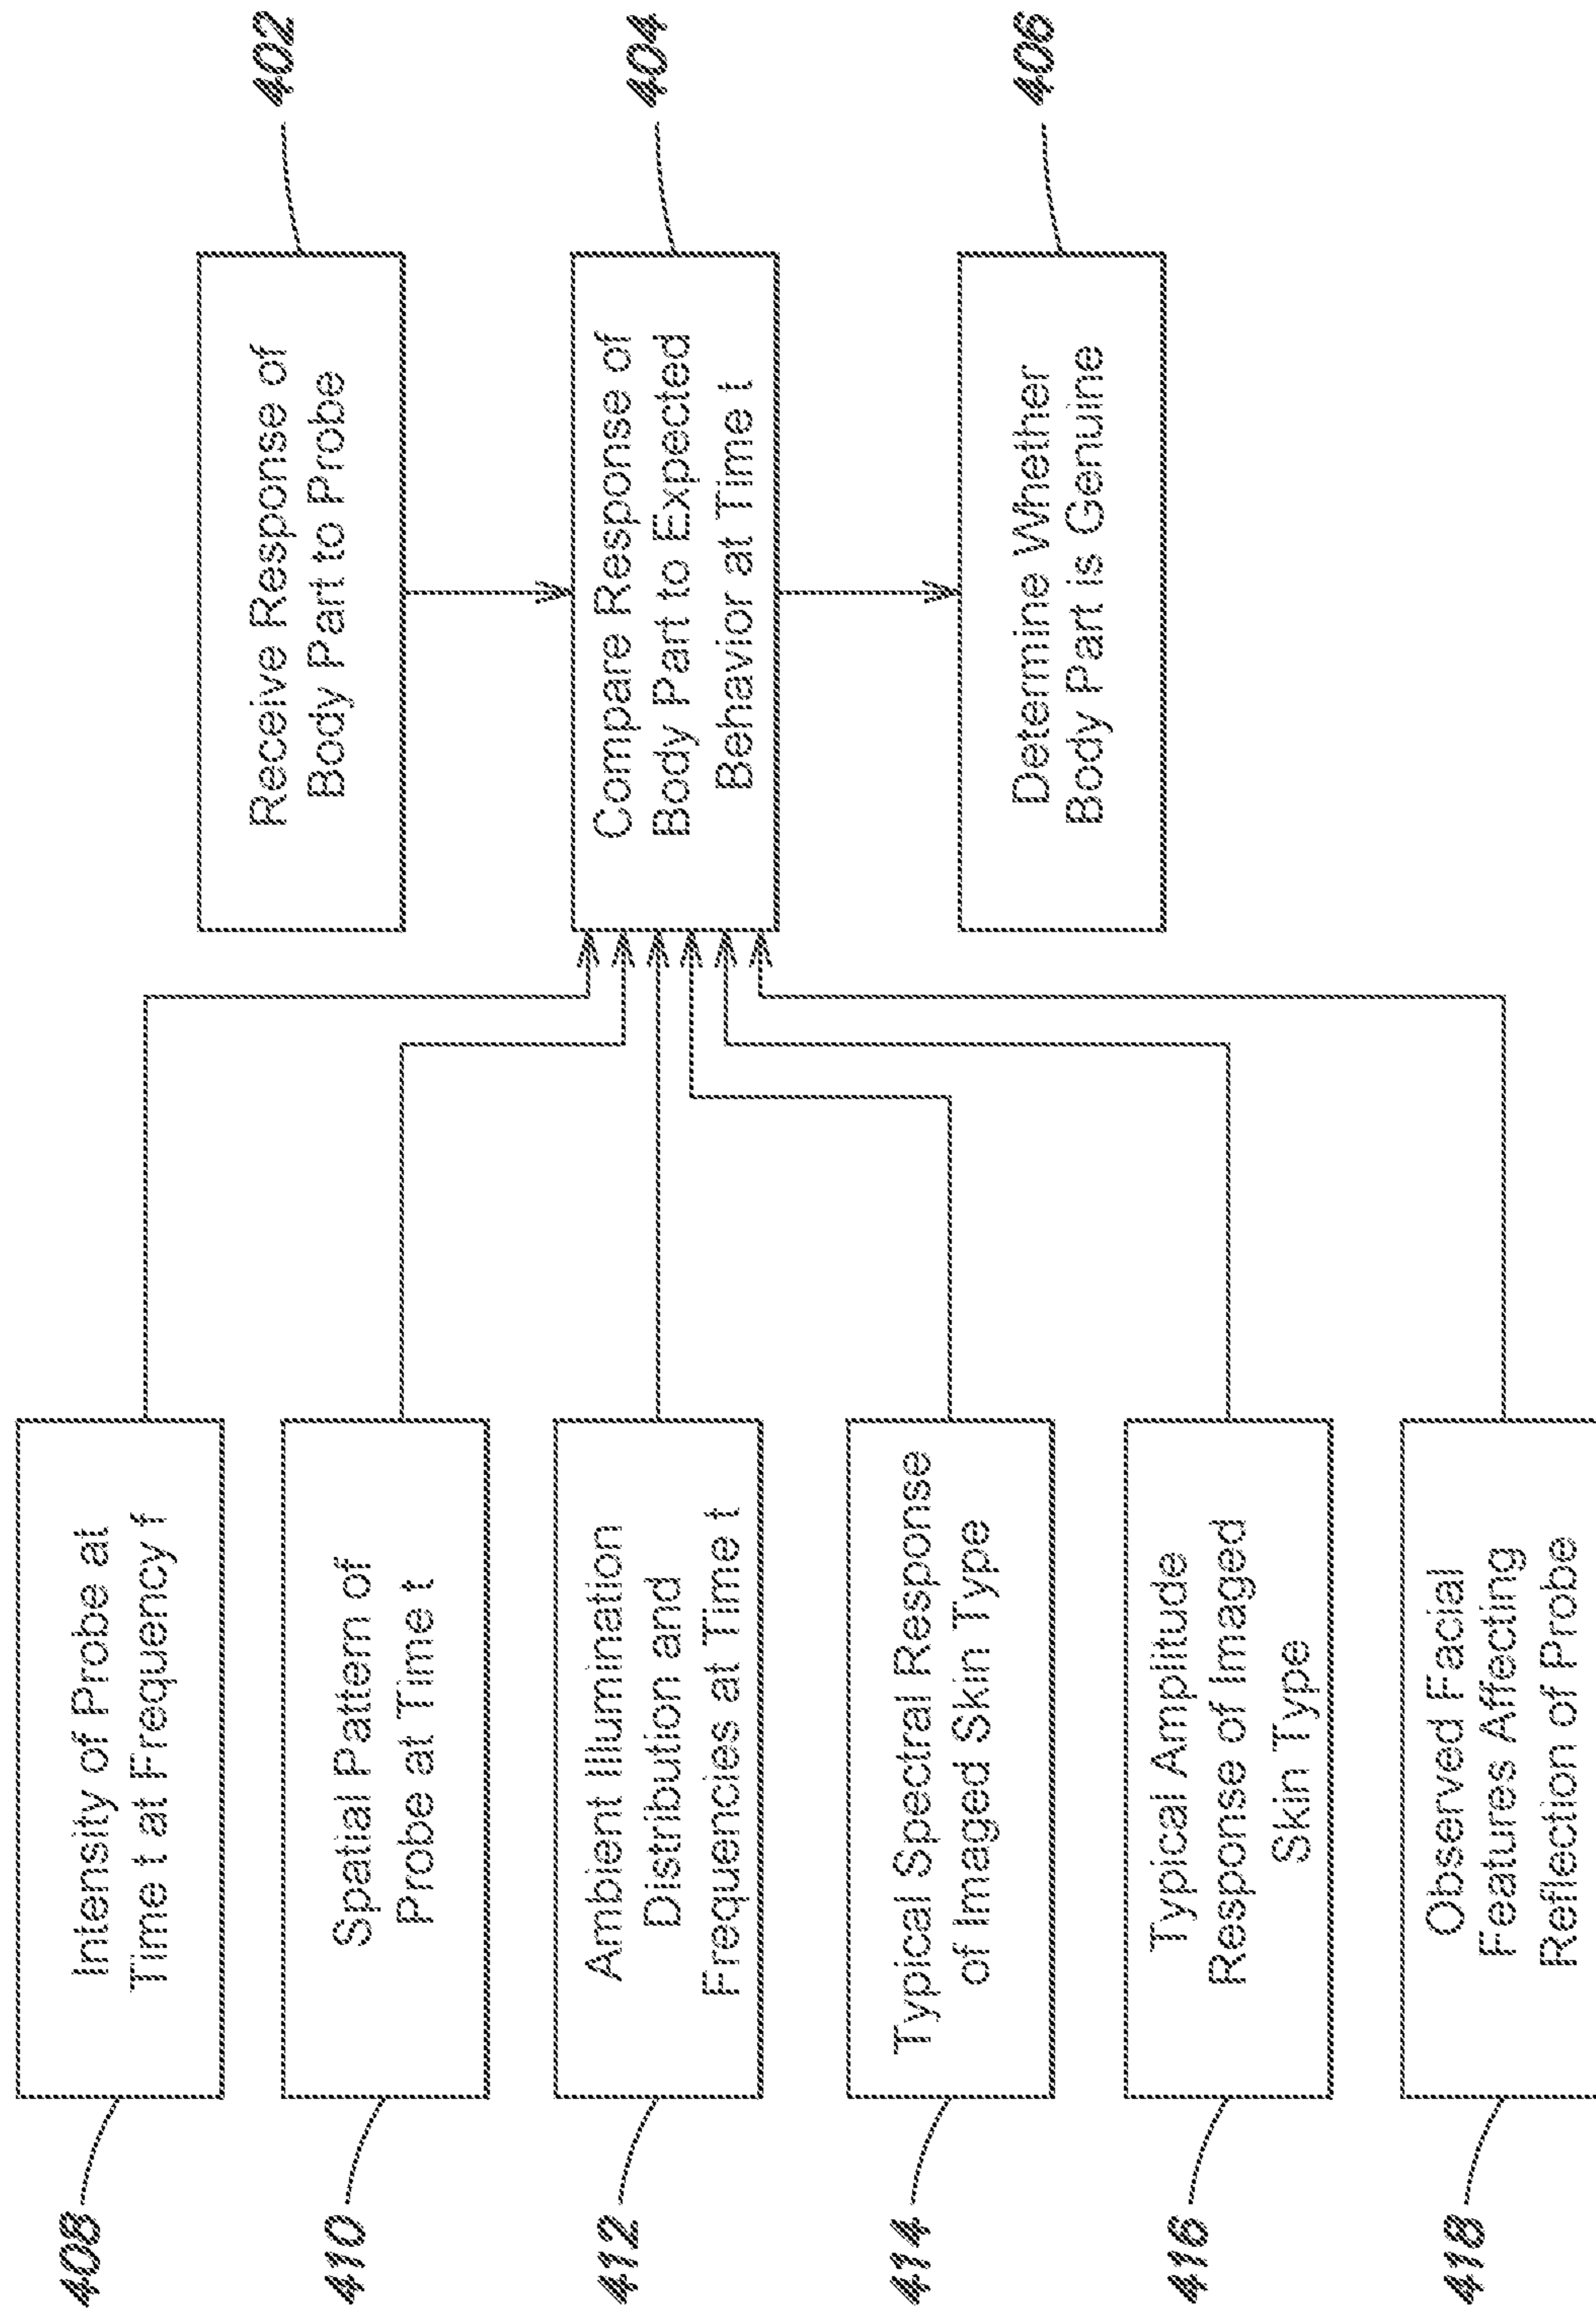 408
Intensity of Probe at
Time t at Frequency f
410
Spatial Pattern of
Probe at Time t
412
Ambient Illumination
Distribution and
Frequencies at Time t
414
Typical Spectral Response
of Imaged Skin Type
416
Typical Amplitude
Response of Imaged
Skin Type
418
Observed Facial
Features Affecting
Reflection of Probe
Receive Response of
Body Part to Probe
402
Compare Response of
Body Part to Expected
Behavior at Time t
404
Determine Whether
Body Part is Genuine
406